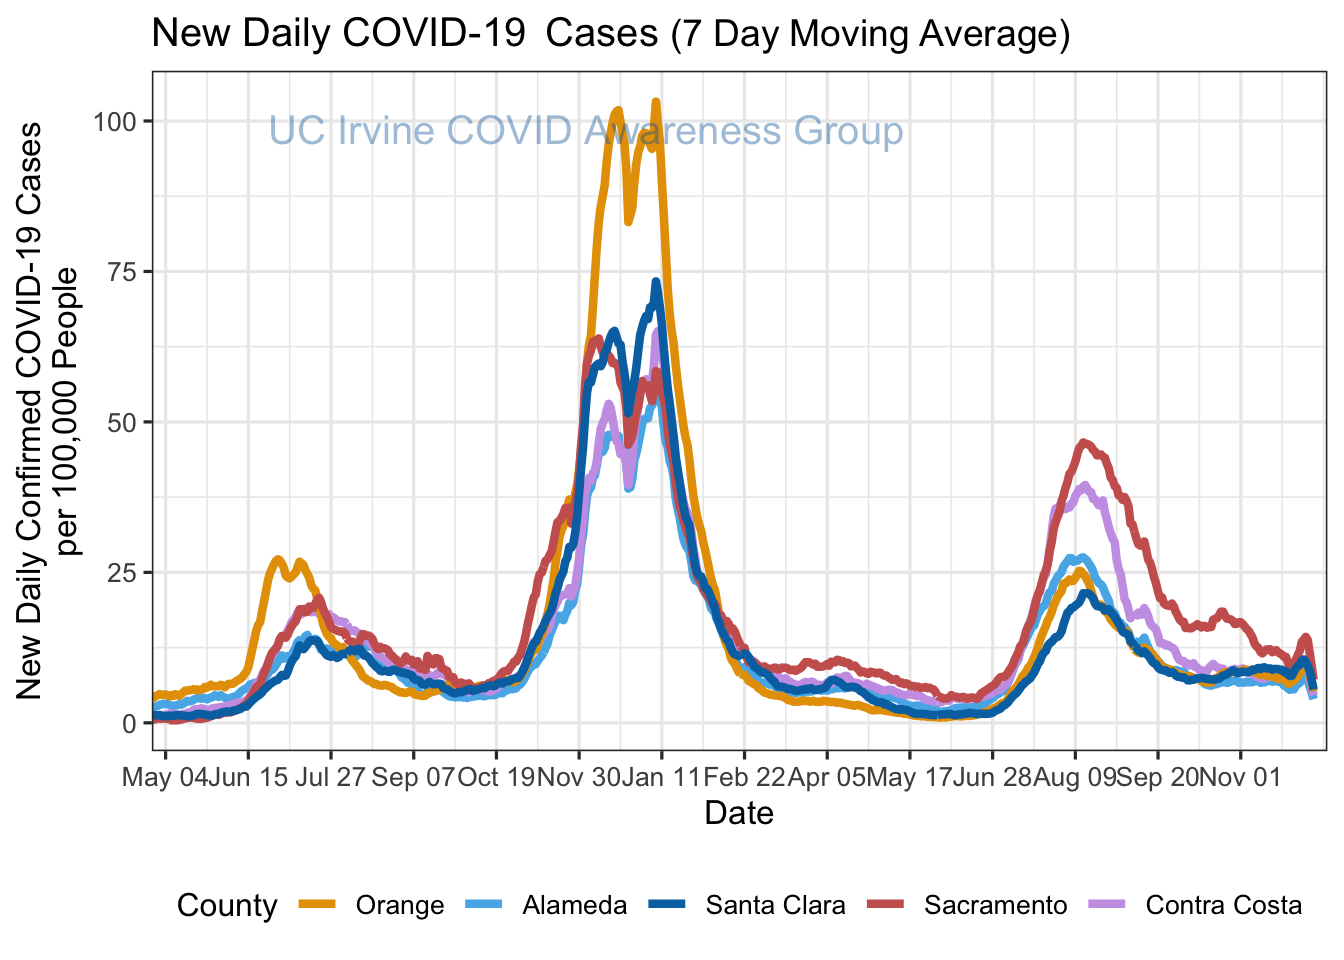 New Daily COVID-19 Cases (7 Day Moving Average)
UC Irvine COVID Awareness Group
New Daily Confirmed COVID-19 Cases
per 100,000 People
100
75
50
25
0
May 04 Jun 15 Jul 27 Sep 07 Oct 19 Nov 30 Jan 11 Feb 22 Apr 05 May 17 Jun 28 Aug 09 Sep 20 Nov 01
Date
County Orange Alameda Santa Clara Sacramento Contra Costa